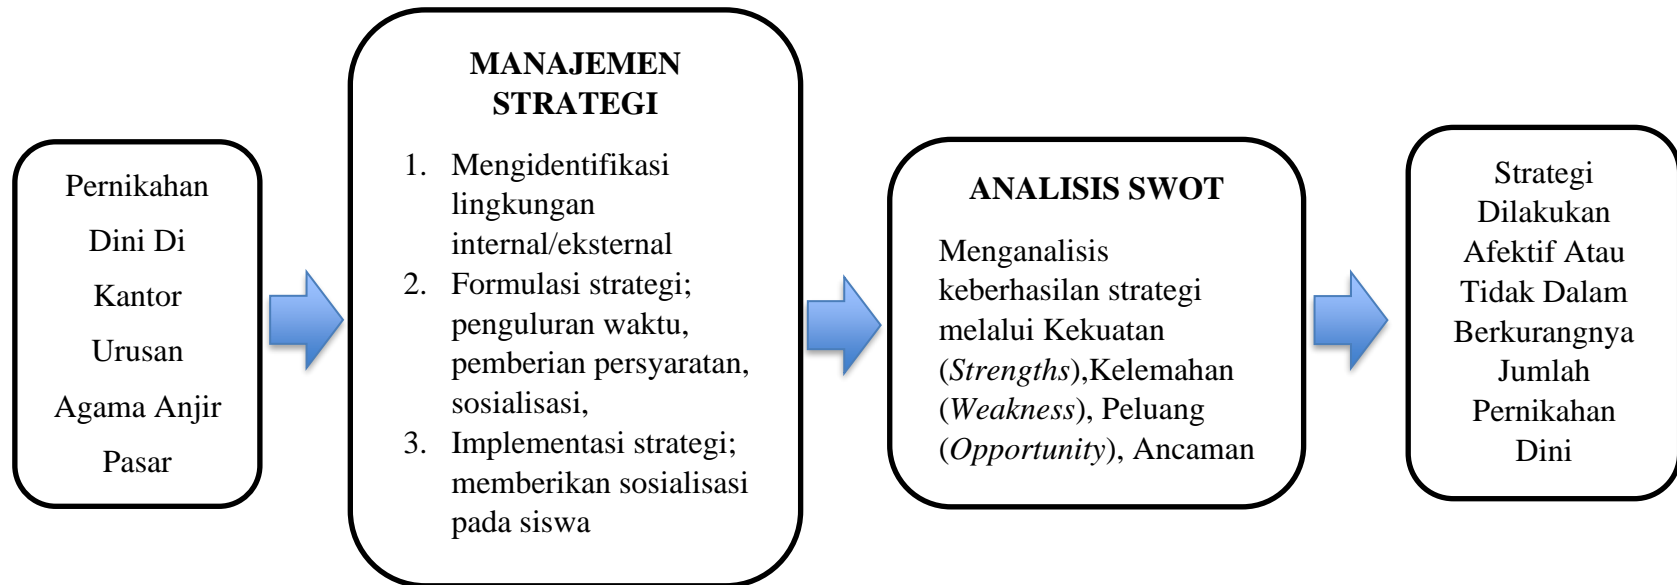 Pernikahan
Dini Di
Kantor
Urusan
Agama Anjir
Pasar
MANAJEMEN
STRATEGI
1. Mengidentifikasi
lingkungan
internal/eksternal
2. Formulasi strategi;
penguluran waktu,
pemberian persyaratan,
sosialisasi,
3. Implementasi strategi;
memberikan sosialisasi
pada siswa
ANALISIS SWOT
Menganalisis
keberhasilan strategi
melalui Kekuatan
(Strengths),Kelemahan
(Weakness), Peluang
(Opportunity), Ancaman
Strategi
Dilakukan
Afektif Atau
Tidak Dalam
Berkurangnya
Jumlah
Pernikahan
Dini